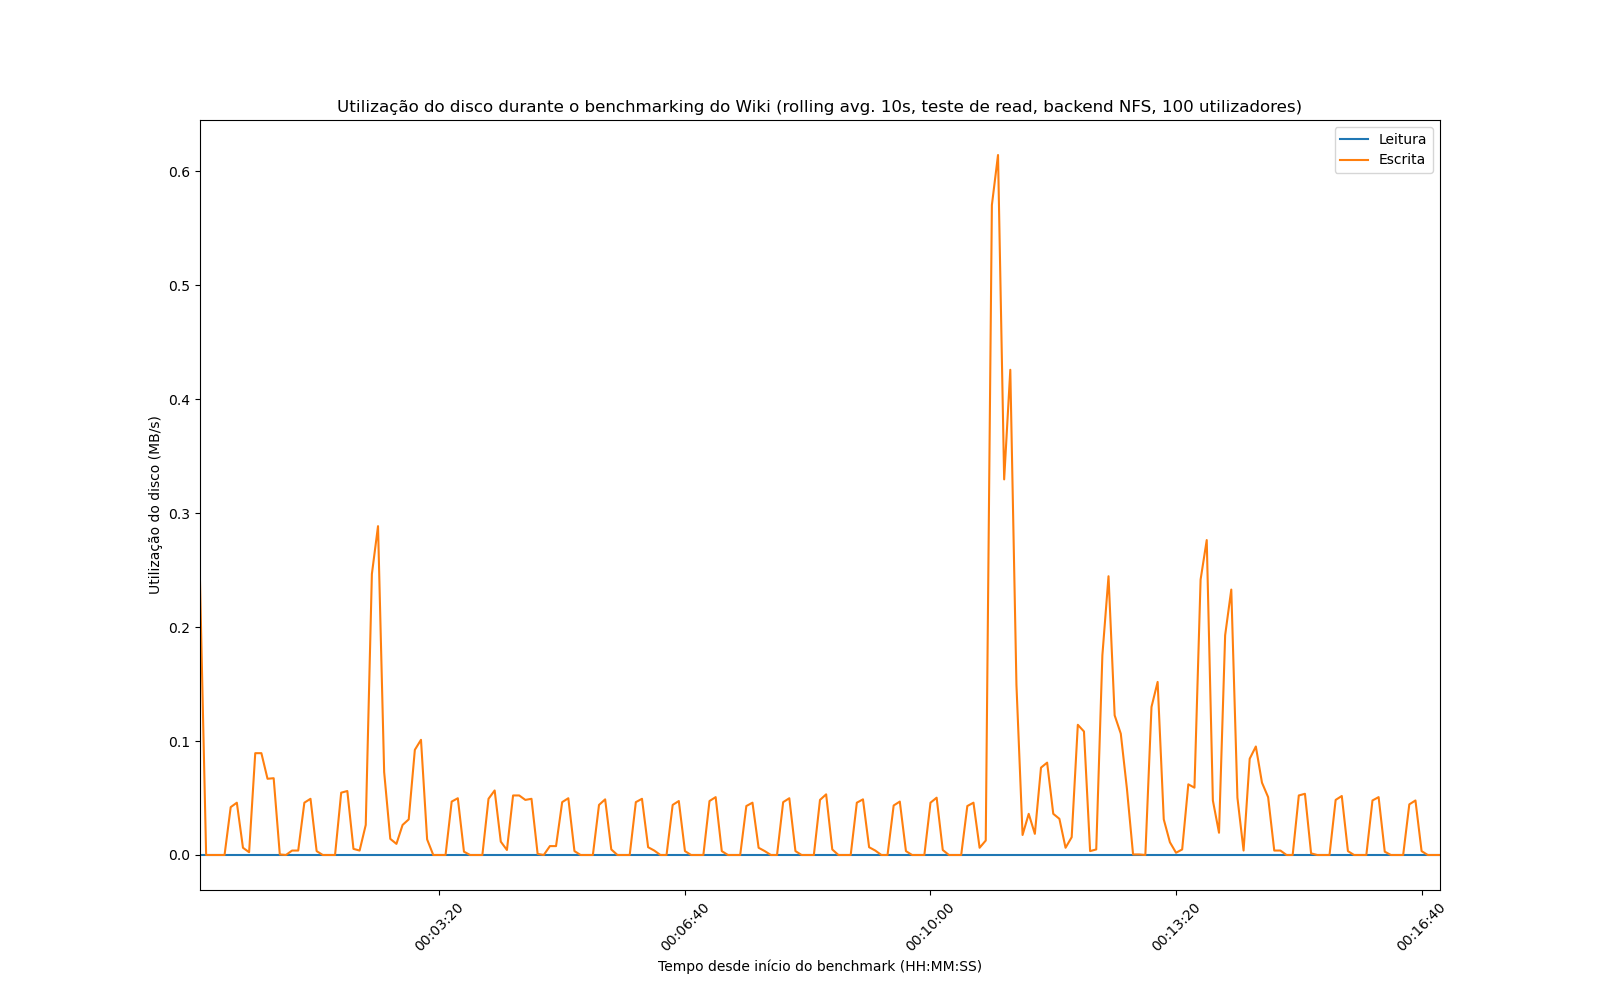 Utilização do disco durante o benchmarking do Wiki (rolling avg. 10s, teste de read, backend NFS, 100 utilizadores)
Leitura
Escrita
Utilização do disco (MB/s)
0.6
0.5
0.4
0.3
0.2
0.1
0.0
00:03:20
00:06:40
00:10:00
00:13:20
00:16:40
Tempo desde início do benchmark (HH:MM:SS)